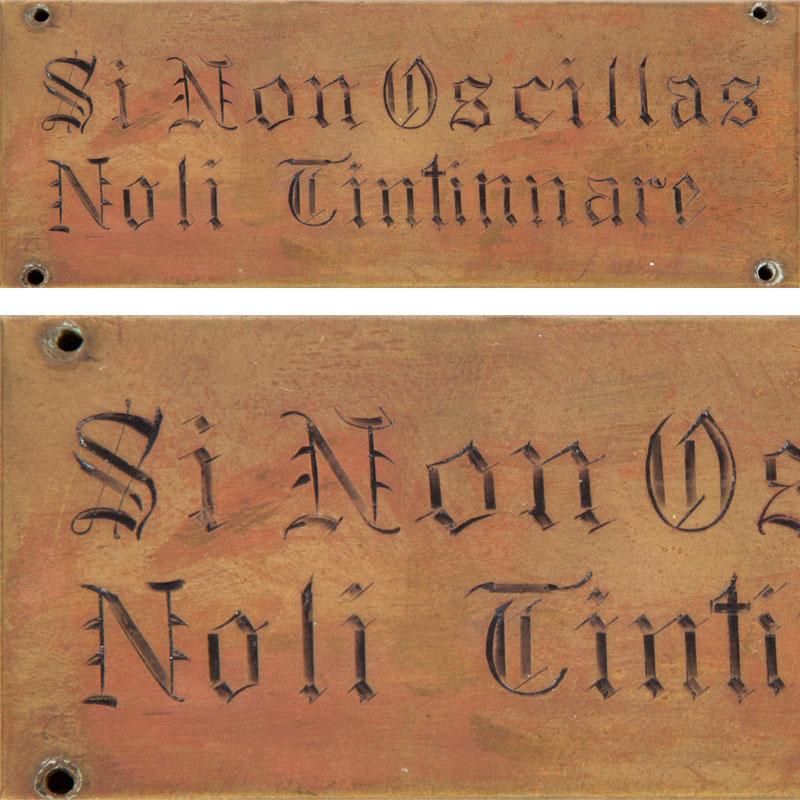 Si Non Oscillas
Noli Tintinnare
Si Non Os
Noli Tinti